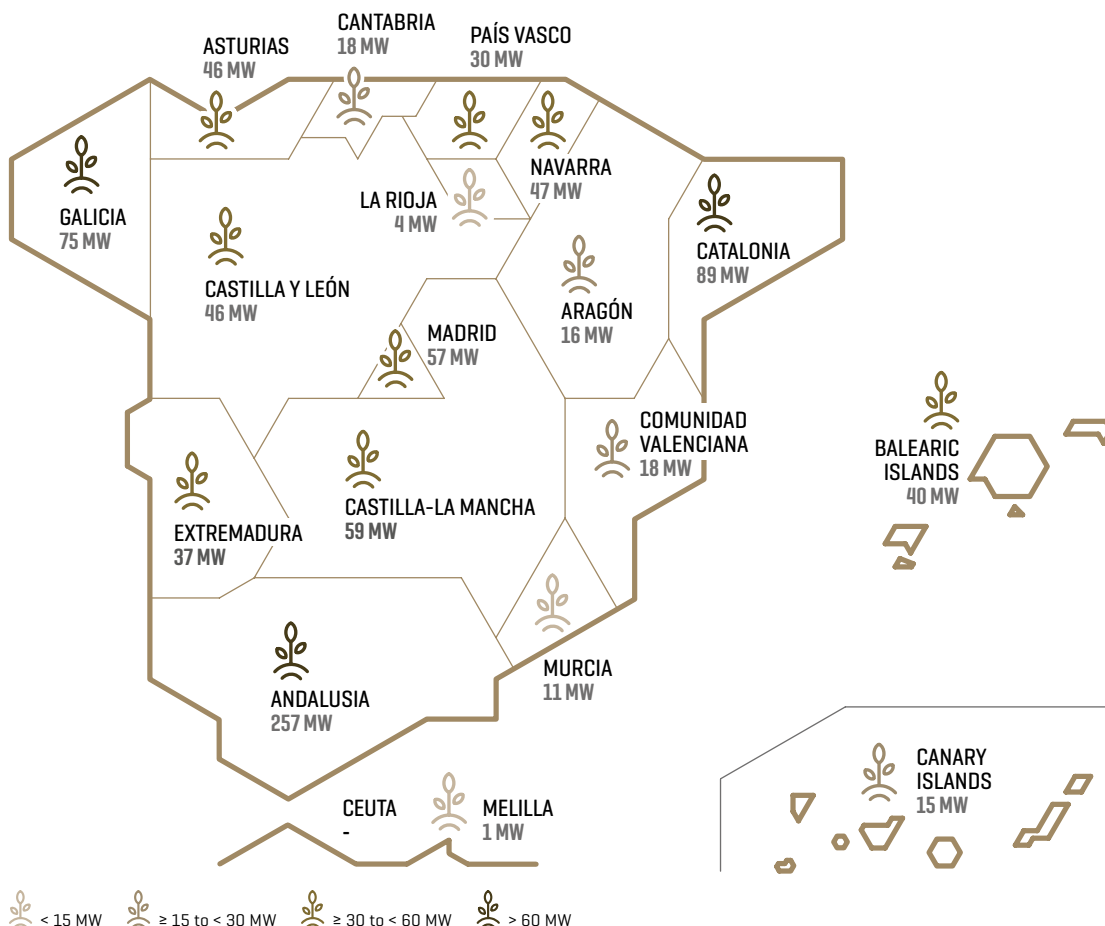 CANTABRIA
18 MW
PAÍS VASCO
30 MW
ASTURIAS
46 MW
NAVARRA
47 MW
LA RIOJA
4 MW
GALICIA
75 MW
CATALONIA
89 MW
CASTILLA Y LEÓN
46 MW
ARAGÓN
16 MW
MADRID
57 MW
COMUNIDAD
VALENCIANA
18 MW
BALEARIC
ISLANDS
40 MW
CASTILLA-LA MANCHA
59 MW
EXTREMADURA
37 MW
MURCIA
11 MW
ANDALUSIA
257 MW
CANARY
ISLANDS
15 MW
CEUTA
-
MELILLA
1 MW
< 15 MW
≥ 15 to < 30 MW
≥ 30 to < 60 MW
> 60 MW